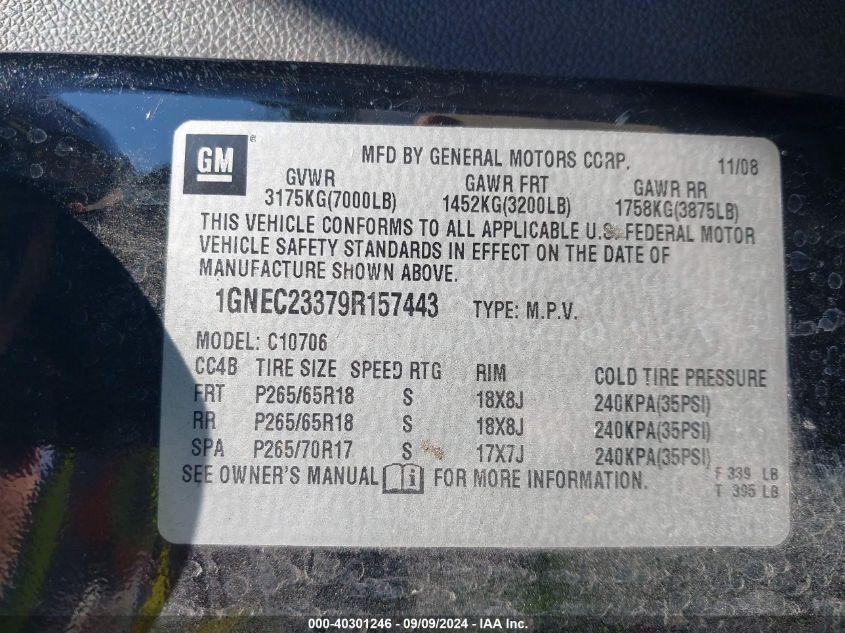 GM ®
MFD BY GENERAL MOTORS CORP. 11/08
GVWR GAWR FRT GAWR RR
3175KG(7000LB) 1452KG(3200LB) 1758KG(3875LB)
THIS VEHICLE CONFORMS TO ALL APPLICABLE U.S. FEDERAL MOTOR
VEHICLE SAFETY STANDARDS IN EFFECT ON THE DATE OF
MANUFACTURE SHOWN ABOVE.
1GNEC23379R157443 TYPE: M.P.V.
MODEL: C10706
CC4B TIRE SIZE SPEED RTG RIM COLD TIRE PRESSURE
FRT P265/65R18 S 18X8J 240KPA(35PSI)
RR P265/65R18 S 18X8J 240KPA(35PSI)
SPA P265/70R17 S 17X7J 240KPA(35PSI)
SEE OWNER'S MANUAL i FOR MORE INFORMATION.
F 339 LB
T 395 LB
000-40301246 - 09/09/2024 - IAA Inc.